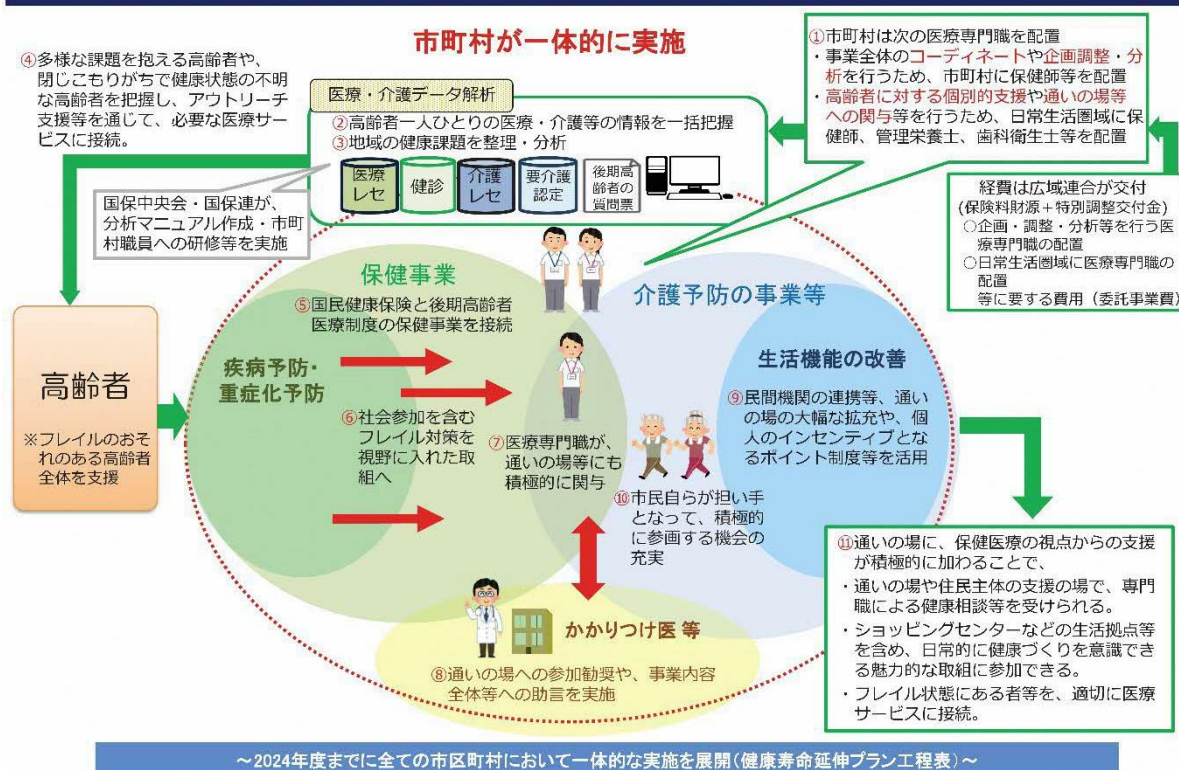 市町村が一体的に実施
①市町村は次の医療専門職を配置
・事業全体のコーディネートや企画調整・分
析を行うため、市町村に保健師等を配置
・高齢者に対する個別的支援や通いの場等
への関与等を行うため、日常生活圏域に保
健師、管理栄養士、歯科衛生士等を配置
④多様な課題を抱える高齢者や、
閉じこもりがちで健康状態の不明
な高齢者を把握し、アウトリーチ
支援等を通じて、必要な医療サー
ビスに接続。
医療・介護データ解析
②高齢者一人ひとりの医療・介護等の情報を一括把握
③地域の健康課題を整理・分析
医療
レセ
健診
介護
レセ
要介護
認定
後期高
齢者の
質問票
国保中央会・国保連が、
分析マニュアル作成・市町
村職員への研修等を実施
経費は広域連合が交付
(保険料財源+特別調整交付金)
○企画・調整・分析等を行う医
療専門職の配置
○日常生活圏域に医療専門職の
配置
等に要する費用（委託事業費）
保健事業
介護予防の事業等
⑤国民健康保険と後期高齢者
医療制度の保健事業を接続
疾病予防・
重症化予防
生活機能の改善
高齢者
※フレイルのおそ
れのある高齢者
全体を支援
⑥社会参加を含む
フレイル対策を
視野に入れた取
組へ
⑦医療専門職が、
通いの場等にも
積極的に関与
⑨民間機関の連携等、通い
の場の大幅な拡充や、個
人のインセンティブとな
るポイント制度等を活用
⑩市民自らが担い手
となって、積極的
に参画する機会の
充実
かかりつけ医 等
⑧通いの場への参加勧奨や、事業内容
全体等への助言を実施
⑪通いの場に、保健医療の視点からの支援
が積極的に加わることで、
・通いの場や住民主体の支援の場で、専門
職による健康相談等を受けられる。
・ショッピングセンターなどの生活拠点等
を含め、日常的に健康づくりを意識でき
る魅力的な取組に参加できる。
・フレイル状態にある者等を、適切に医療
サービスに接続。
～2024年度までに全ての市区町村において一体的な実施を展開(健康寿命延伸プラン工程表)～